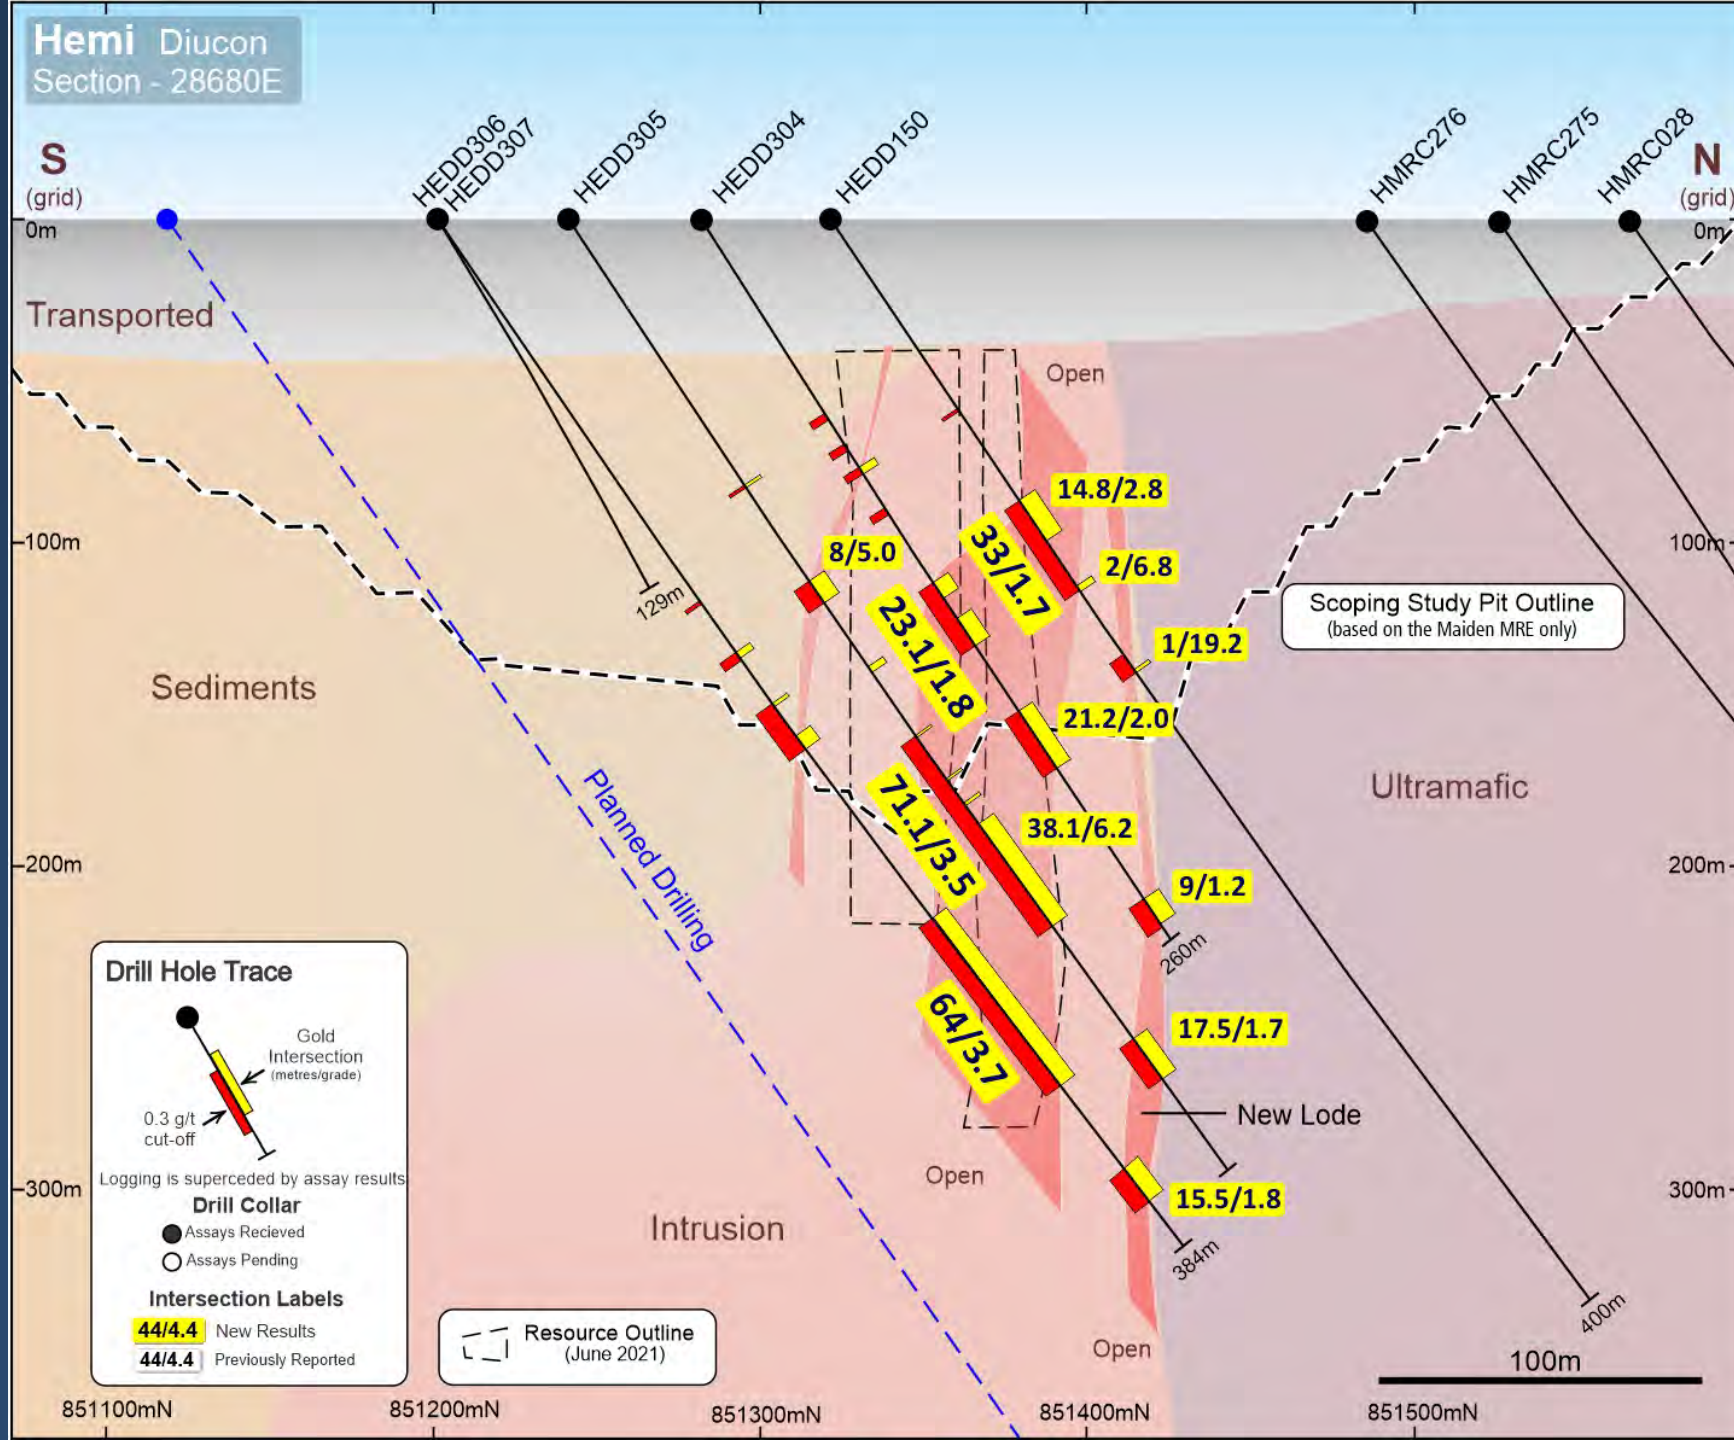 Hemi Diucon
Section - 28680E
HEDD306
HEDD307
HEDD305
HEDD304
HEDD150
HMRC276
HMRC275
HMRC028
S
(grid)
N
(grid)
0m
0m
Transported
Open
14.8/2.8
-100m
100m-
8/5.0
33/1.7
2/6.8
129m
23.1/1.8
Scoping Study Pit Outline
(based on the Maiden MRE only)
1/19.2
Sediments
21.2/2.0
Ultramafic
Planned Drilling
71.1/3.5
38.1/6.2
-200m
200m-
9/1.2
260m
64/3.7
17.5/1.7
New Lode
Open
-300m
300m-
15.5/1.8
Intrusion
384m
400m
Open
Drill Hole Trace
Gold
Intersection
(metres/grade)
0.3 g/t
cut-off
Logging is superceded by assay results
Drill Collar
Assays Recieved
Assays Pending
Intersection Labels
44/4.4 New Results
44/4.4 Previously Reported
Resource Outline
(June 2021)
100m
851100mN
851200mN
851300mN
851400mN
851500mN